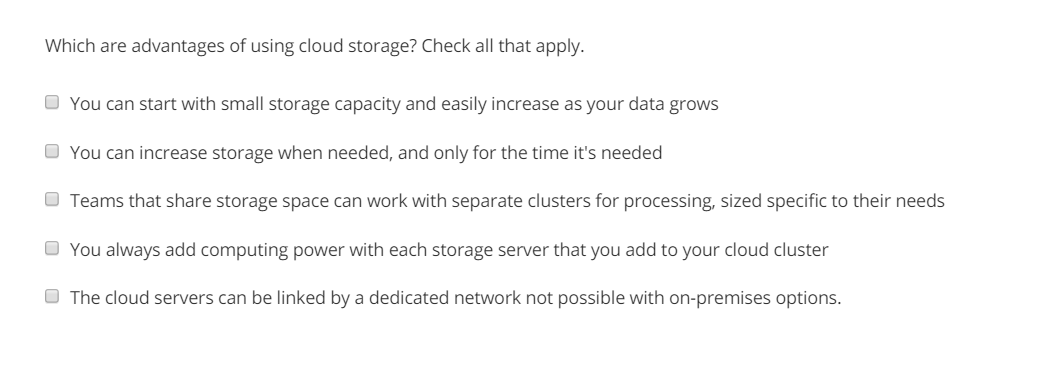 Which are advantages of using cloud storage? Check all that apply.
You can start with small storage capacity and easily increase as your data grows
You can increase storage when needed, and only for the time it's needed
Teams that share storage space can work with separate clusters for processing, sized specific to their needs
You always add computing power with each storage server that you add to your cloud cluster
The cloud servers can be linked by a dedicated network not possible with on-premises options.